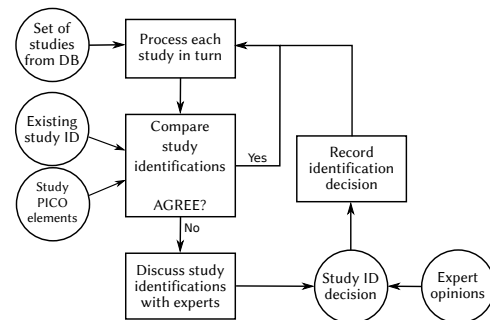 Set of
studies
from DB
Process each
study in turn
Existing
study ID
Study
PICO
elements
Compare
study
identifications
AGREE?
Yes
No
Record
identification
decision
Discuss study
identifications
with experts
Study ID
decision
Expert
opinions